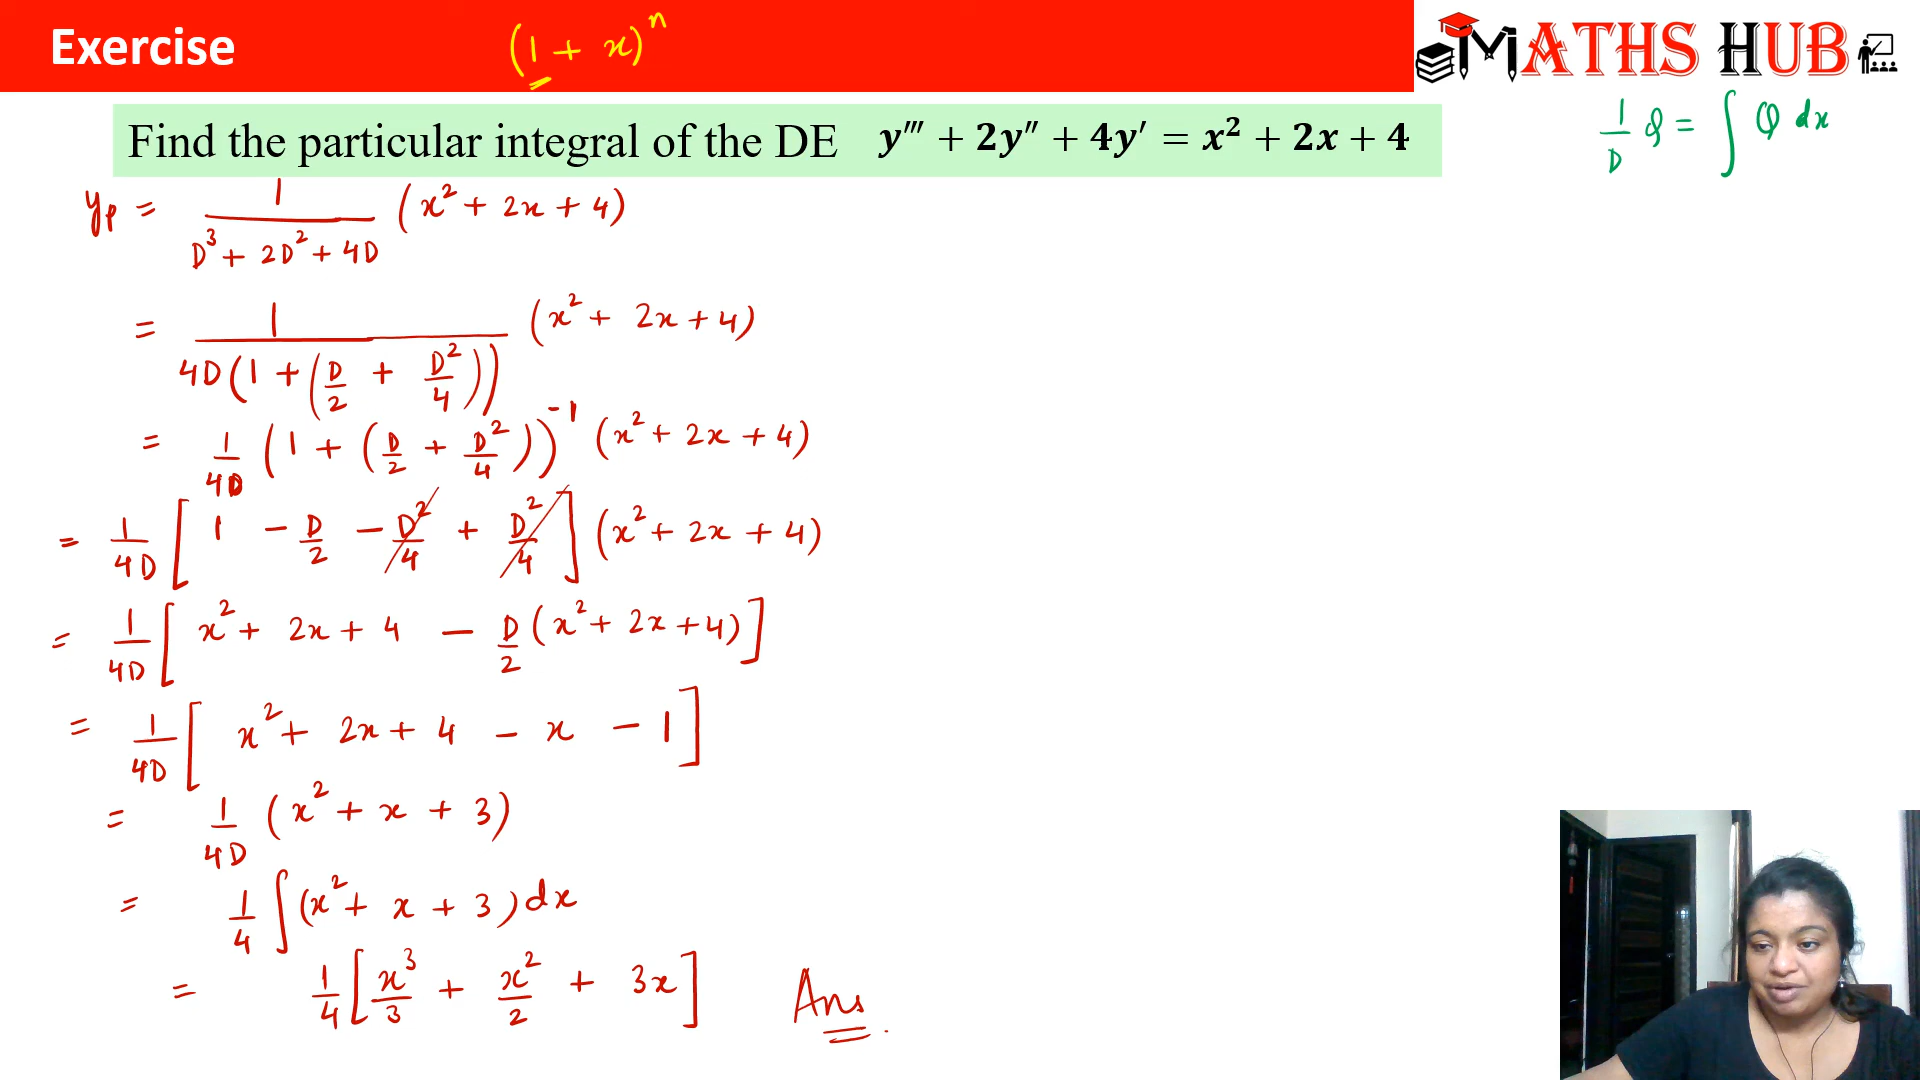 Exercise
(1 + x)^n
MATHS HUB
Find the particular integral of the DE y''' + 2y'' + 4y' = x² + 2x + 4
1/D Q = ∫ Q dx
y_p = 1/(D³ + 2D² + 4D) (x² + 2x + 4)
= 1/(4D(1 + (D/2 + D²/4))) (x² + 2x + 4)
= 1/4D (1 + (D/2 + D²/4))^-1 (x² + 2x + 4)
= 1/4D [1 - D/2 - D²/4 + D²/4] (x² + 2x + 4)
= 1/4D [x² + 2x + 4 - D/2 (x² + 2x + 4)]
= 1/4D [x² + 2x + 4 - x - 1]
= 1/4D (x² + x + 3)
= 1/4 ∫ (x² + x + 3) dx
= 1/4 [x³/3 + x²/2 + 3x] Ans.